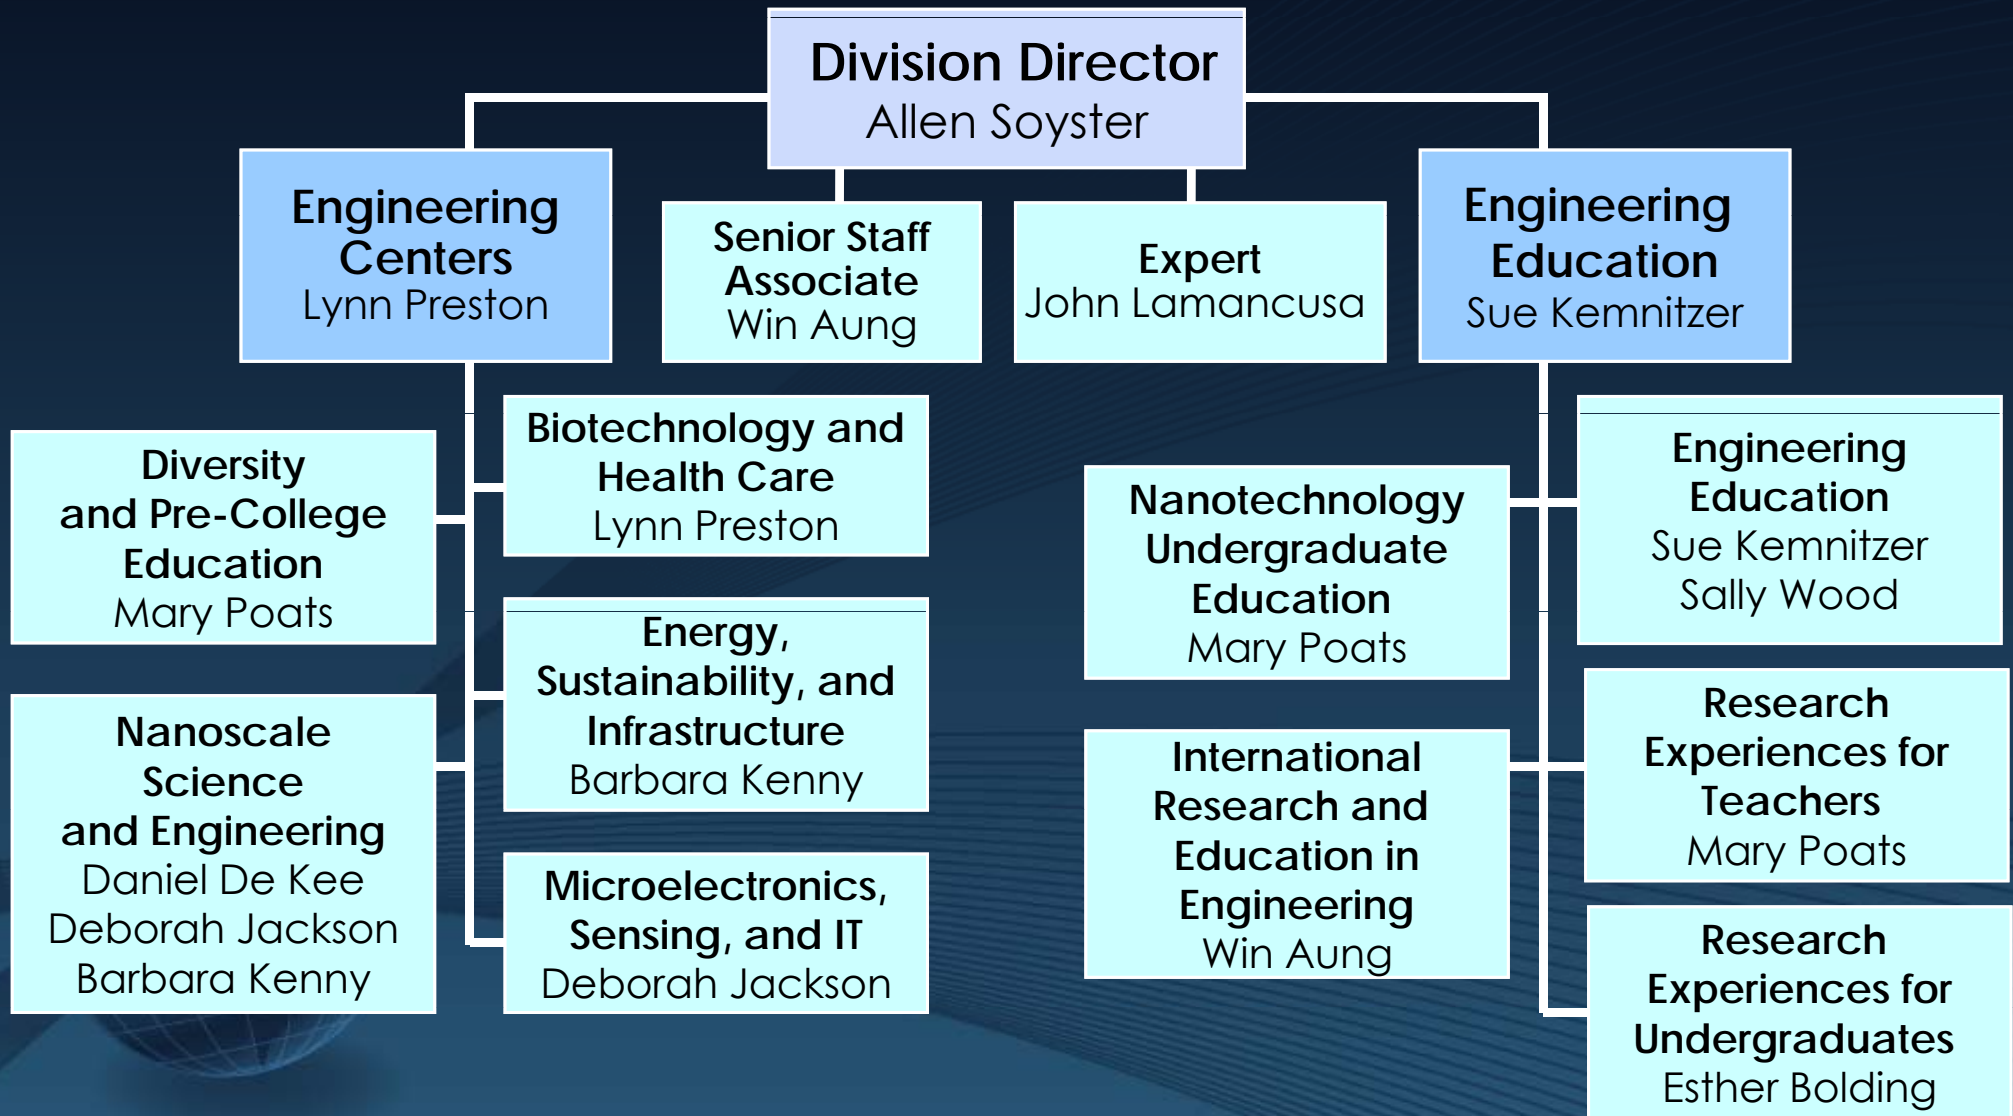 Division Director
Allen Soyster
Engineering
Centers
Lynn Preston
Senior Staff
Associate
Win Aung
Expert
John Lamancusa
Engineering
Education
Sue Kemnitzer
Diversity
and Pre-College
Education
Mary Poats
Biotechnology and
Health Care
Lynn Preston
Nanoscale
Science
and Engineering
Daniel De Kee
Deborah Jackson
Barbara Kenny
Energy,
Sustainability, and
Infrastructure
Barbara Kenny
Microelectronics,
Sensing, and IT
Deborah Jackson
Nanotechnology
Undergraduate
Education
Mary Poats
Engineering
Education
Sue Kemnitzer
Sally Wood
International
Research and
Education in
Engineering
Win Aung
Research
Experiences for
Teachers
Mary Poats
Research
Experiences for
Undergraduates
Esther Bolding